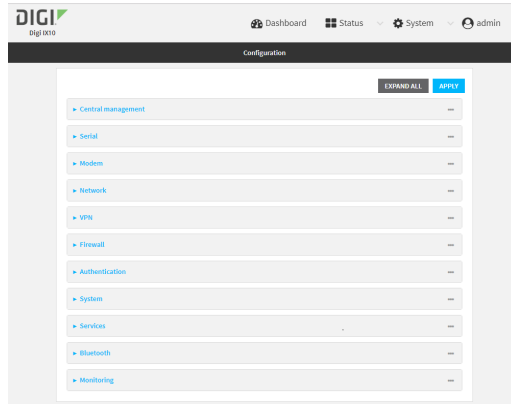 DIGI
Digi IX10
Dashboard Status System admin
Configuration
EXPAND ALL APPLY
Central management
Serial
Modem
Network
VPN
Firewall
Authentication
System
Services
Bluetooth
Monitoring